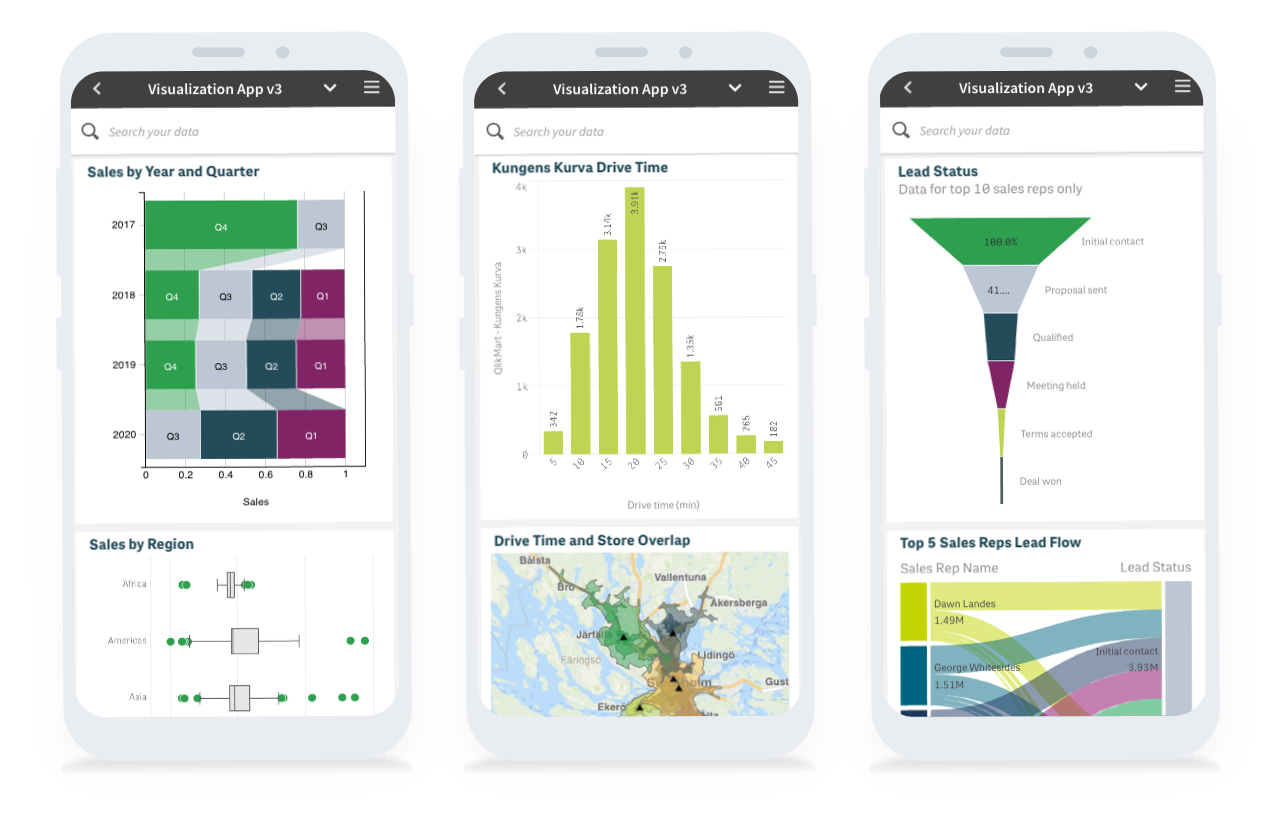 Visualization App v3
Search your data
Sales by Year and Quarter
2017
Q4
Q3
2018
Q4
Q3
Q2
Q1
2019
Q4
Q3
Q2
Q1
2020
Q3
Q2
Q1
0
0.2
0.4
0.6
0.8
1
Sales
Sales by Region
Africa
Americas
Asia
Visualization App v3
Search your data
Kungens Kurva Drive Time
QlikMart - Kungens Kurva
4k
3k
2k
1k
0
342
1.78k
3.14k
3.91k
2.75k
1.35k
561
265
182
5
10
15
20
25
30
35
40
45
Drive time (min)
Drive Time and Store Overlap
Bålsta
Bro
Vallentuna
Åkersberga
Järfälla
Färingsö
Lidingö
Gust
Ekerö
Visualization App v3
Search your data
Lead Status
Data for top 10 sales reps only
100.0%
Initial contact
41....
Proposal sent
Qualified
Meeting held
Terms accepted
Deal won
Top 5 Sales Reps Lead Flow
Sales Rep Name
Lead Status
Dawn Landes
1.49M
Initial contact
3.93M
George Whitesides
1.51M